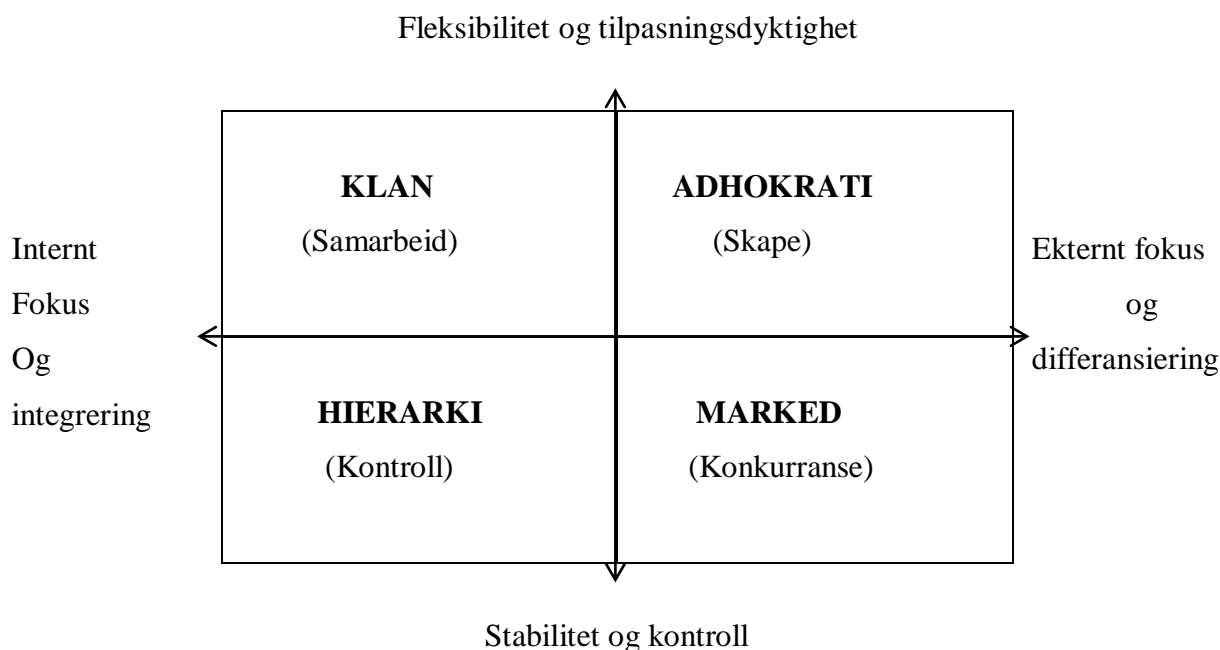 Fleksibilitet og tilpasningsdyktighet
KLAN
(Samarbeid)
ADHOKRATI
(Skape)
Internt
Fokus
Og
integrering
Ekternt fokus
og
differansiering
HIERARKI
(Kontroll)
MARKED
(Konkurranse)
Stabilitet og kontroll